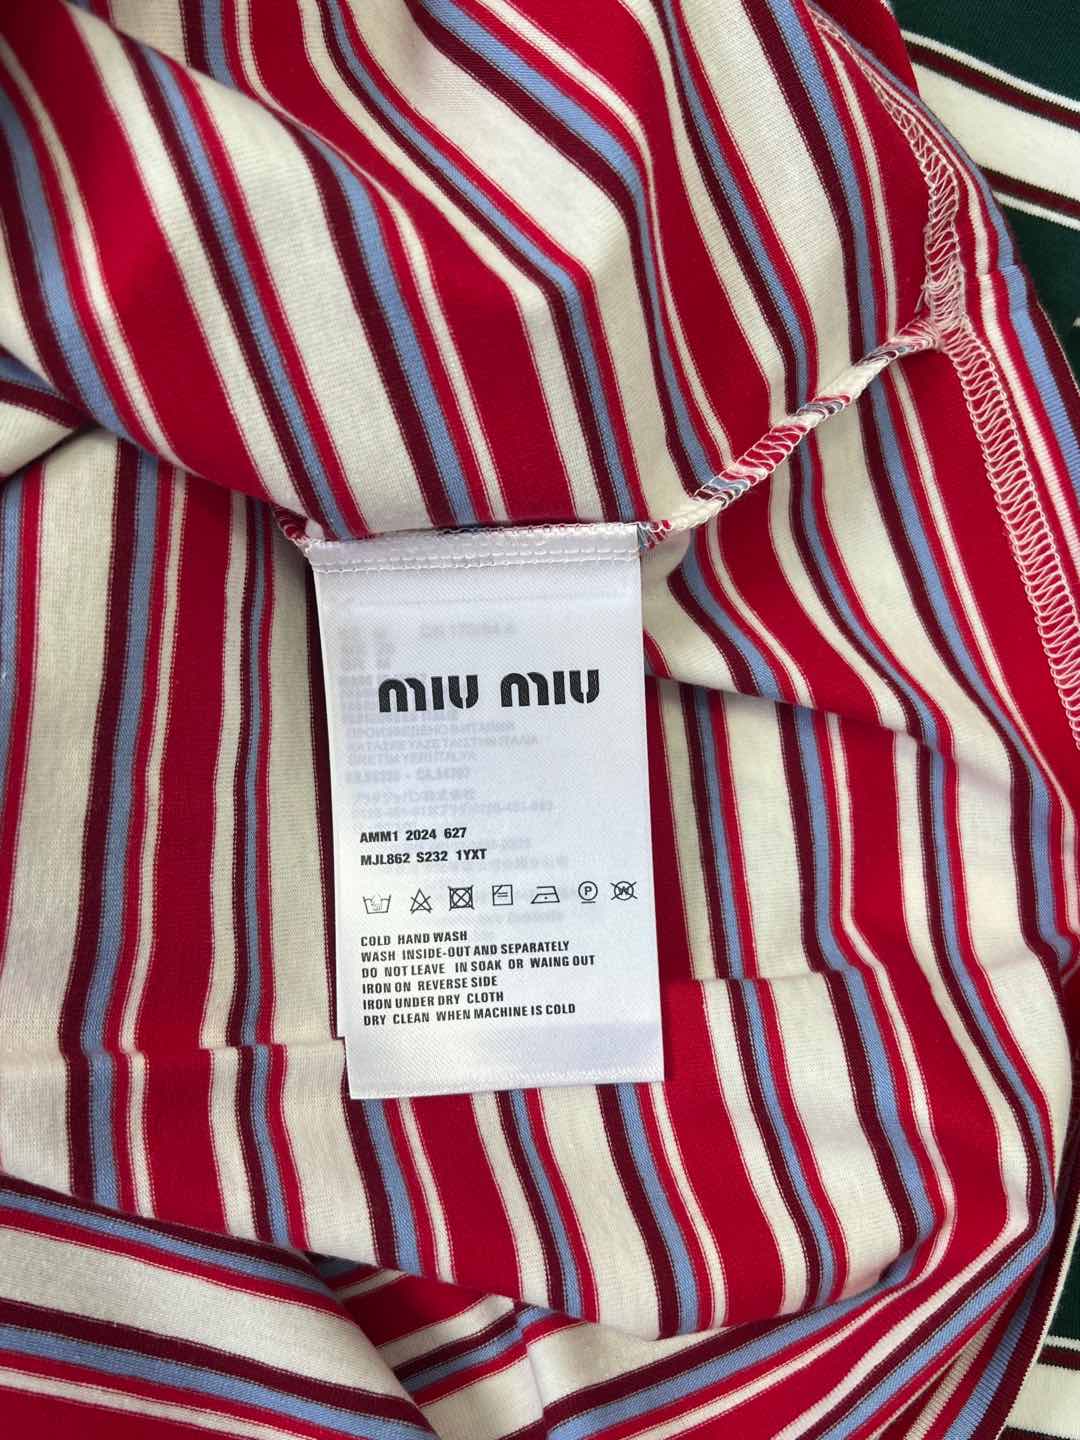 MIU MIU
AMM1 2024 627
MJL862 S232 1YXT
P
W
COLD HAND WASH
WASH INSIDE-OUT AND SEPARATELY
DO NOT LEAVE IN SOAK OR WAING OUT
IRON ON REVERSE SIDE
IRON UNDER DRY CLOTH
DRY CLEAN WHEN MACHINE IS COLD